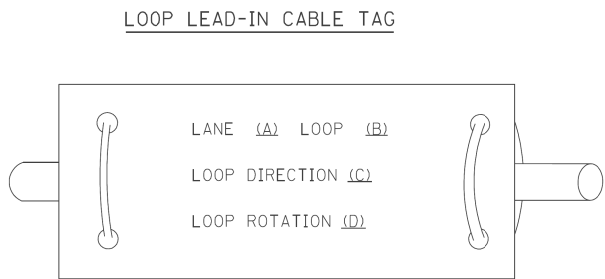 LOOP LEAD-IN CABLE TAG
LANE (A) LOOP (B)
LOOP DIRECTION (C)
LOOP ROTATION (D)